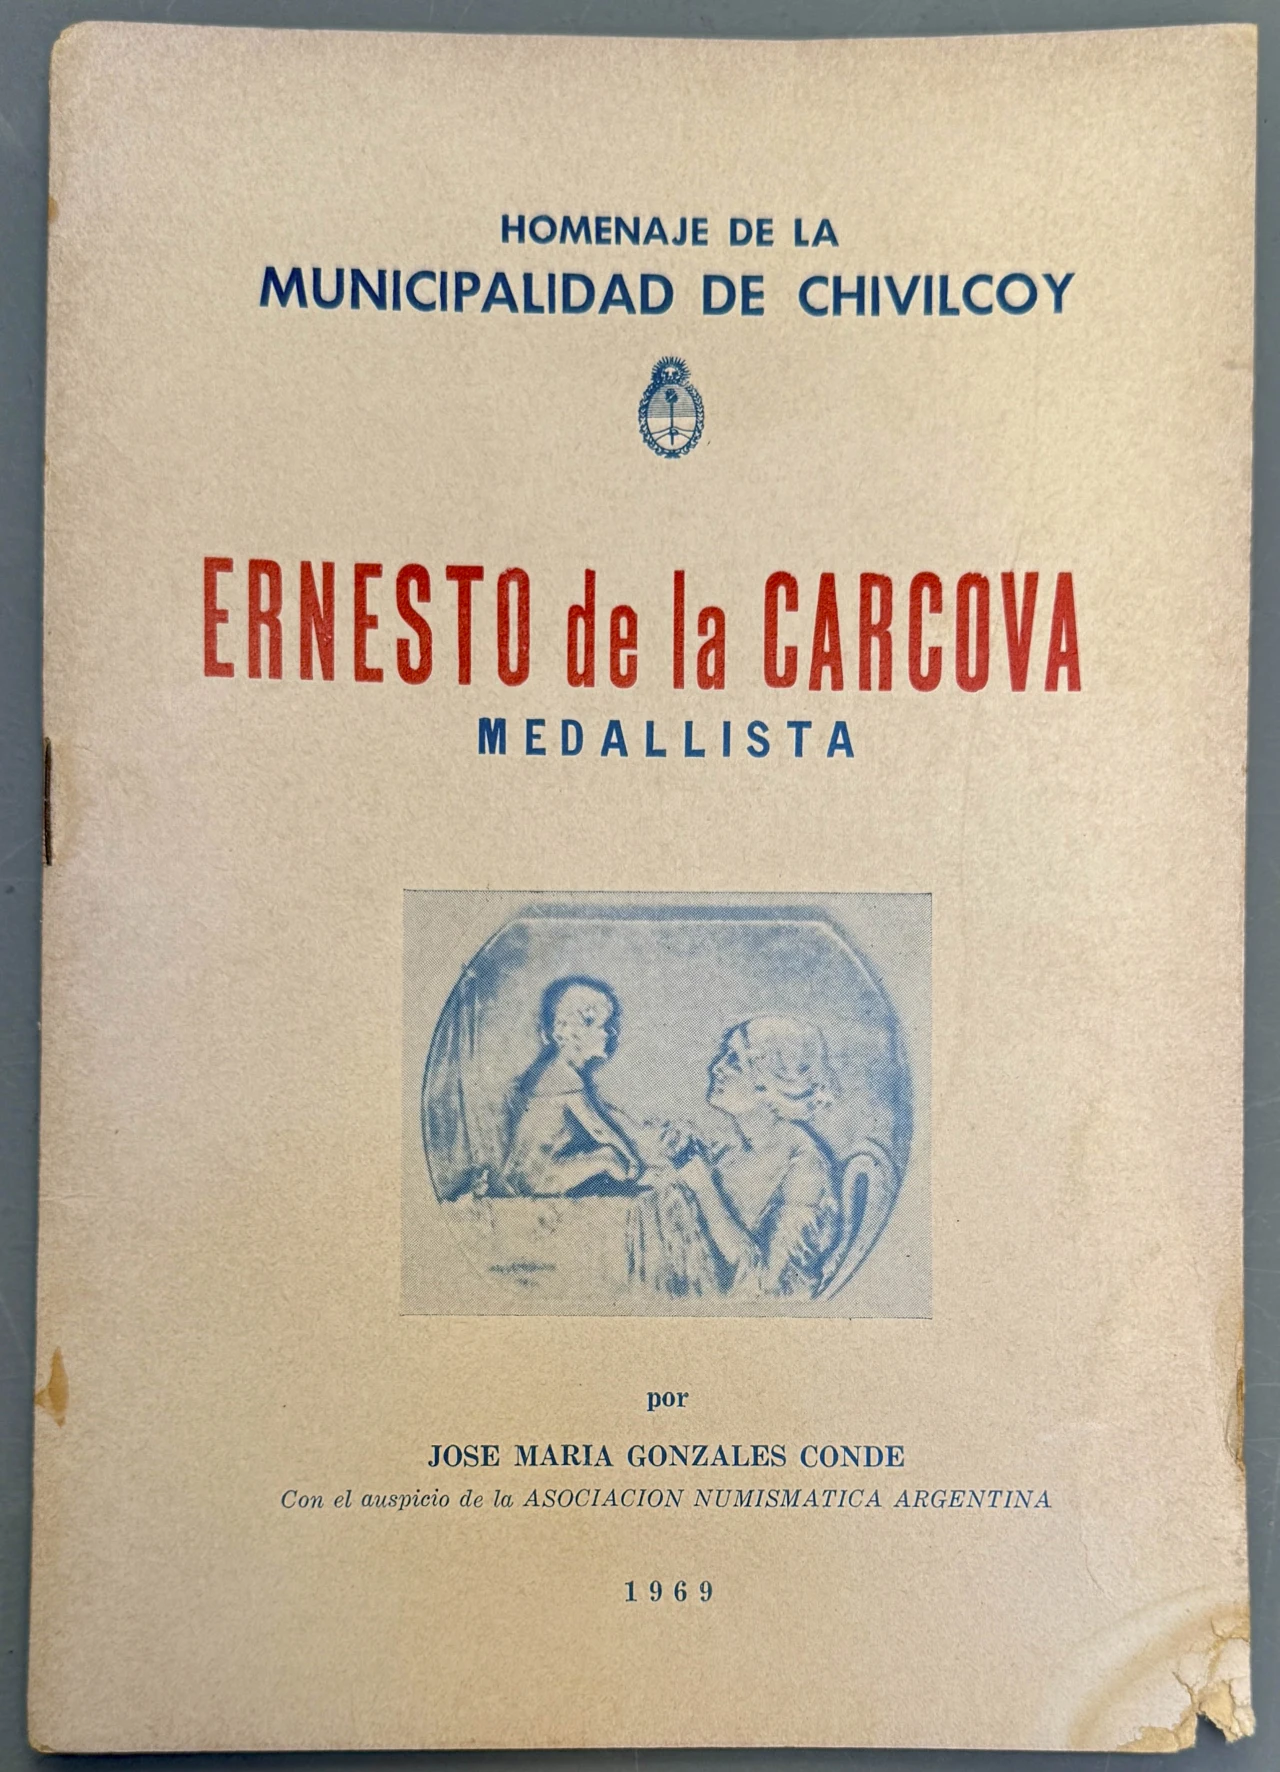 HOMENAJE DE LA
MUNICIPALIDAD DE CHIVILCOY
ERNESTO de la CARCOVA
MEDALLISTA
por
JOSE MARIA GONZALES CONDE
Con el auspicio de la ASOCIACION NUMISMATICA ARGENTINA
1969